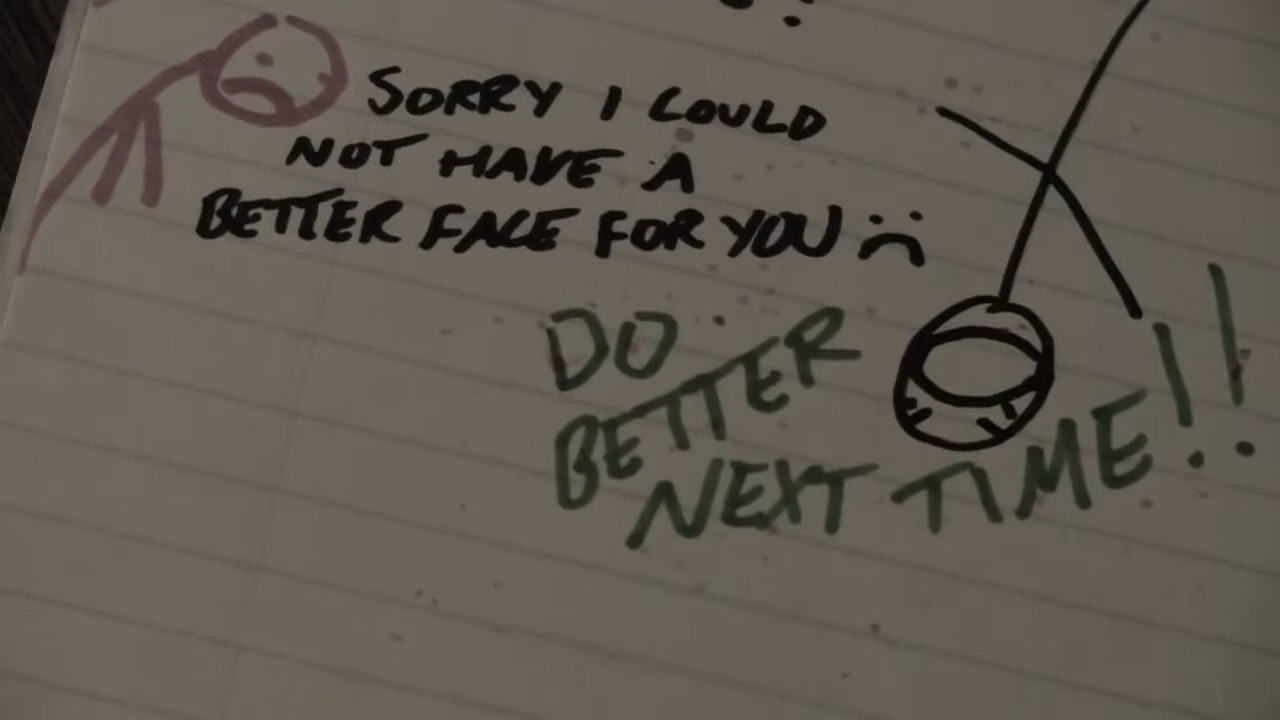 SORRY I COULD
NOT HAVE A
BETTER FACE FOR YOU :(
DO
BETTER
NEXT TIME!!